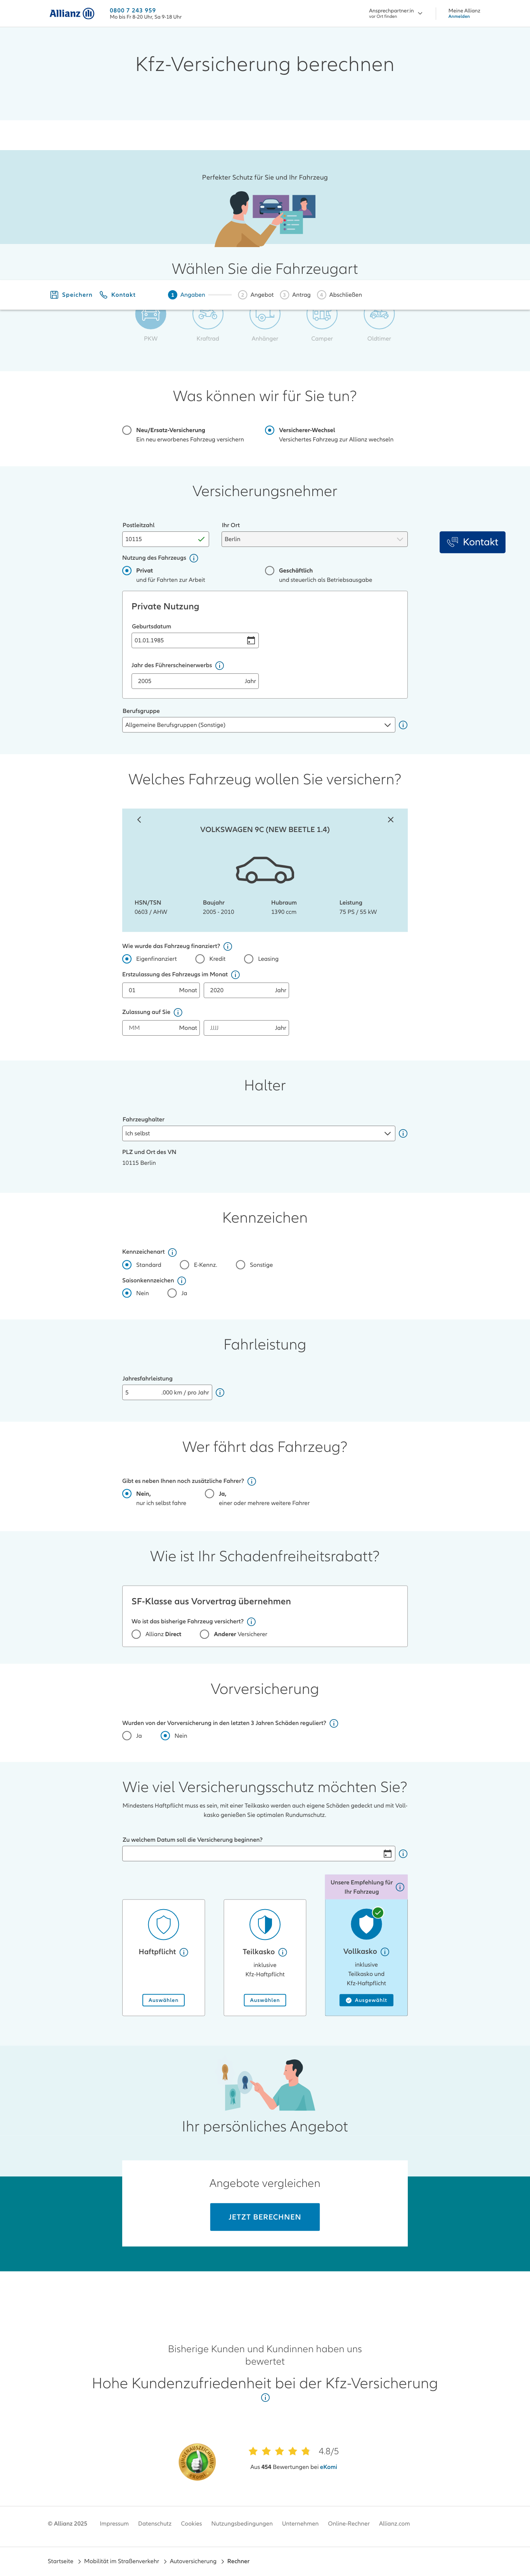 Allianz
0800 7 243 959
Mo bis Fr 8-20 Uhr, Sa 9-18 Uhr
Ansprechpartner:in
vor Ort finden
Meine Allianz
Anmelden
Kfz-Versicherung berechnen
Perfekter Schutz für Sie und Ihr Fahrzeug
Wählen Sie die Fahrzeugart
Speichern Kontakt 1 Angaben 2 Angebot 3 Antrag 4 Abschließen
PKW Kraftrad Anhänger Camper Oldtimer
Was können wir für Sie tun?
Neu/Ersatz-Versicherung
Ein neu erworbenes Fahrzeug versichern
Versicherer-Wechsel
Versichertes Fahrzeug zur Allianz wechseln
Versicherungsnehmer
Postleitzahl Ihr Ort
10115 Berlin
Kontakt
Nutzung des Fahrzeugs
Privat
und für Fahrten zur Arbeit
Geschäftlich
und steuerlich als Betriebsausgabe
Private Nutzung
Geburtsdatum
01.01.1985
Jahr des Führerscheinerwerbs
2005 Jahr
Berufsgruppe
Allgemeine Berufsgruppen (Sonstige)
Welches Fahrzeug wollen Sie versichern?
VOLKSWAGEN 9C (NEW BEETLE 1.4)
HSN/TSN Baujahr Hubraum Leistung
0603 / AHW 2005 - 2010 1390 ccm 75 PS / 55 kW
Wie wurde das Fahrzeug finanziert?
Eigenfinanziert Kredit Leasing
Erstzulassung des Fahrzeugs im Monat
01 Monat 2020 Jahr
Zulassung auf Sie
MM Monat JJJJ Jahr
Halter
Fahrzeughalter
Ich selbst
PLZ und Ort des VN
10115 Berlin
Kennzeichen
Kennzeichenart
Standard E-Kennz. Sonstige
Saisonkennzeichen
Nein Ja
Fahrleistung
Jahresfahrleistung
5 .000 km / pro Jahr
Wer fährt das Fahrzeug?
Gibt es neben Ihnen noch zusätzliche Fahrer?
Nein,
nur ich selbst fahre
Ja,
einer oder mehrere weitere Fahrer
Wie ist Ihr Schadenfreiheitsrabatt?
SF-Klasse aus Vorvertrag übernehmen
Wo ist das bisherige Fahrzeug versichert?
Allianz Direct Anderer Versicherer
Vorversicherung
Wurden von der Vorversicherung in den letzten 3 Jahren Schäden reguliert?
Ja Nein
Wie viel Versicherungsschutz möchten Sie?
Mindestens Haftpflicht muss es sein, mit einer Teilkasko werden auch eigene Schäden gedeckt und mit Voll-
kasko genießen Sie optimalen Rundumschutz.
Zu welchem Datum soll die Versicherung beginnen?
Unsere Empfehlung für
Ihr Fahrzeug
Haftpflicht
Auswählen
Teilkasko
inklusive
Kfz-Haftpflicht
Auswählen
Vollkasko
inklusive
Teilkasko und
Kfz-Haftpflicht
Ausgewählt
Ihr persönliches Angebot
Angebote vergleichen
JETZT BERECHNEN
Bisherige Kunden und Kundinnen haben uns
bewertet
Hohe Kundenzufriedenheit bei der Kfz-Versicherung
4.8/5
Aus 454 Bewertungen bei eKomi
© Allianz 2025 Impressum Datenschutz Cookies Nutzungsbedingungen Unternehmen Online-Rechner Allianz.com
Startseite Mobilität im Straßenverkehr Autoversicherung Rechner